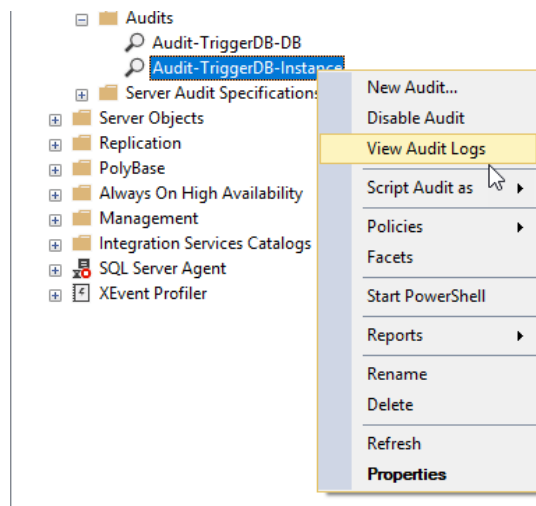 Audits
Audit-TriggerDB-DB
Audit-TriggerDB-Instance
Server Audit Specifications
Server Objects
Replication
PolyBase
Always On High Availability
Management
Integration Services Catalogs
SQL Server Agent
XEvent Profiler
New Audit...
Disable Audit
View Audit Logs
Script Audit as
Policies
Facets
Start PowerShell
Reports
Rename
Delete
Refresh
Properties